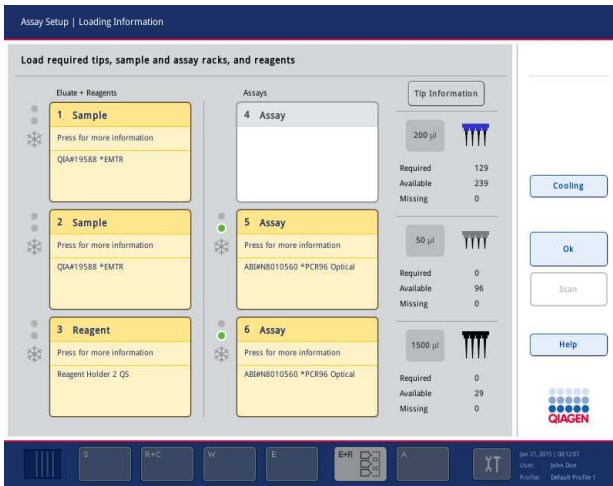 Assay Setup | Loading Information
Load required tips, sample and assay racks, and reagents
Eluate + Reagents
Assays
Tip Information
1 Sample
Press for more information
QIA#19588 *EMTR
4 Assay
200 µl
Required 129
Available 239
Missing 0
Cooling
2 Sample
Press for more information
QIA#19588 *EMTR
5 Assay
Press for more information
ABI#N8010560 *PCR96 Optical
50 µl
Required 0
Available 96
Missing 0
Ok
Scan
3 Reagent
Press for more information
Reagent Holder 2 QS
6 Assay
Press for more information
ABI#N8010560 *PCR96 Optical
1500 µl
Required 0
Available 29
Missing 0
Help
QIAGEN
S
R+C
W
E
E+R
A
Jan 21, 2015 | 08:12:07
User: John Doe
Profile: Default Profile 1